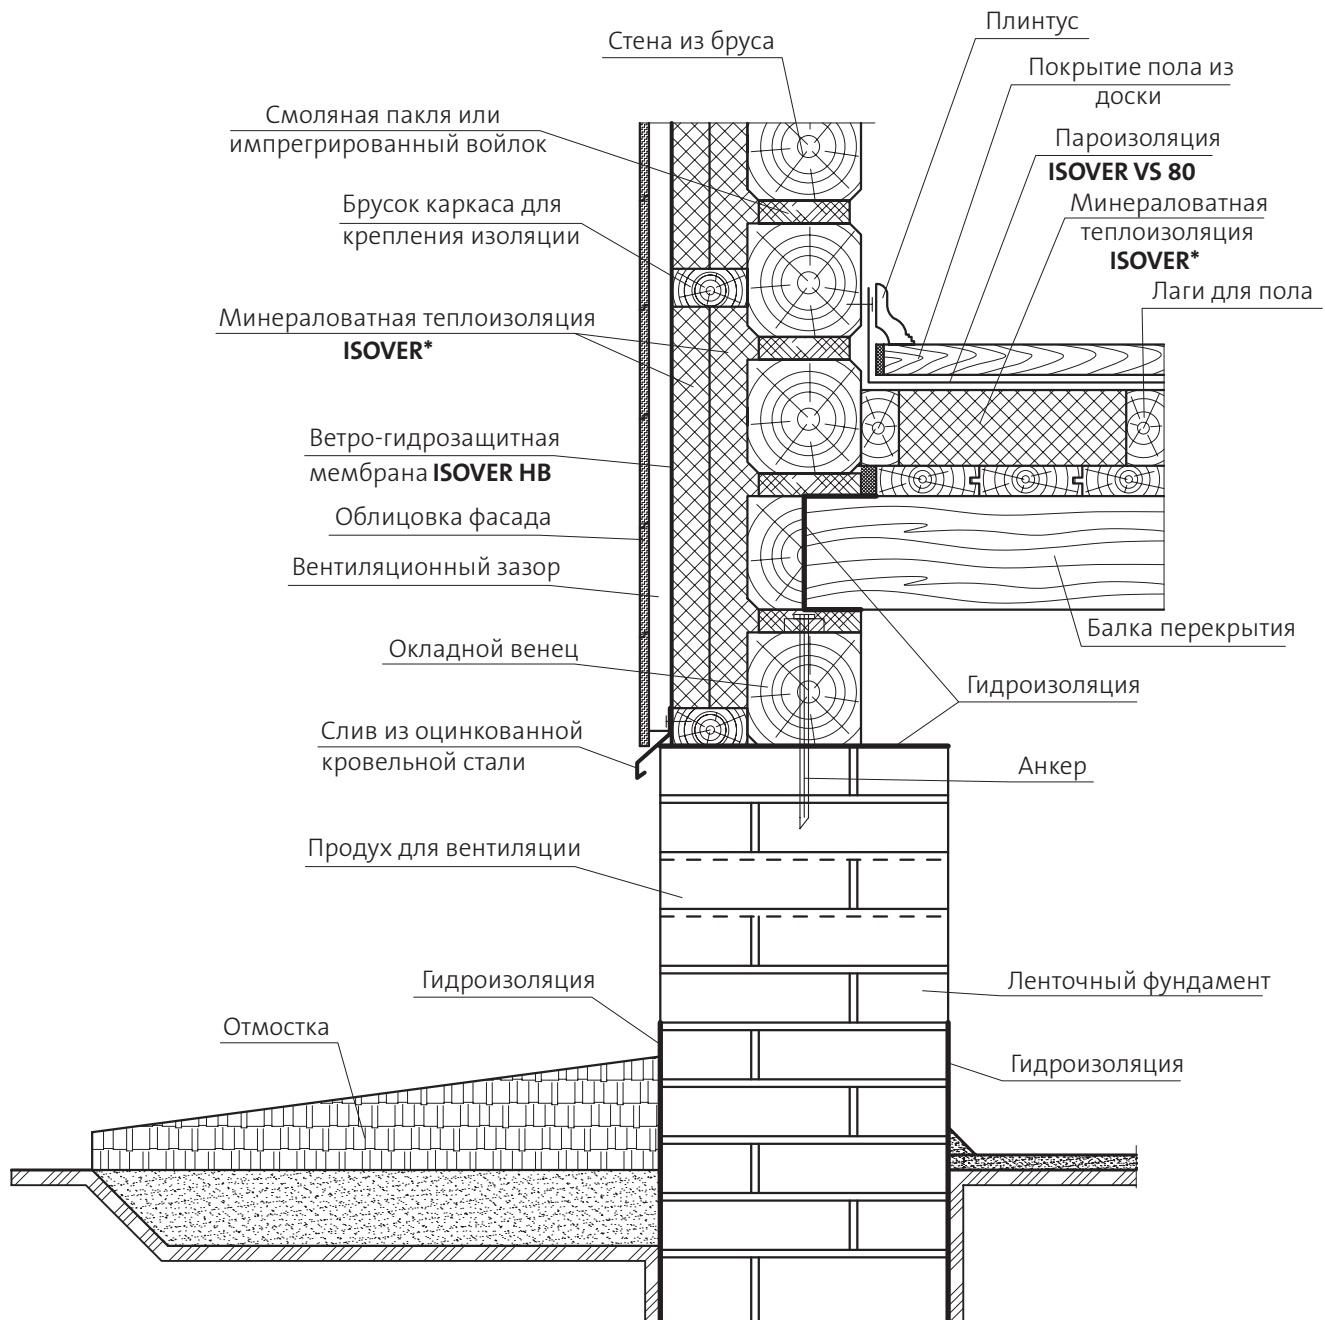 Плинтус
Стена из бруса
Покрытие пола из
доски
Смоляная пакля или
импрегрированный войлок
Пароизоляция
ISOVER VS 80
Брусок каркаса для
крепления изоляции
Минераловатная
теплоизоляция
ISOVER*
Лаги для пола
Минераловатная теплоизоляция
ISOVER*
Ветро-гидрозащитная
мембрана ISOVER HB
Облицовка фасада
Вентиляционный зазор
Балка перекрытия
Окладной венец
Гидроизоляция
Слив из оцинкованной
кровельной стали
Анкер
Продух для вентиляции
Гидроизоляция
Ленточный фундамент
Отмостка
Гидроизоляция